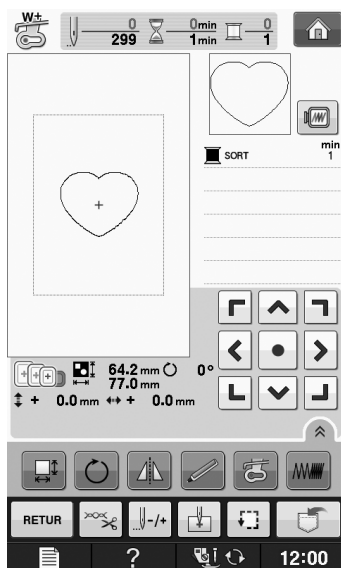 W+
0 0min 0
299 1min 1
min
SORT 1
64.2 mm 0°
77.0 mm
+ 0.0 mm + 0.0 mm
RETUR -/+
? 12:00